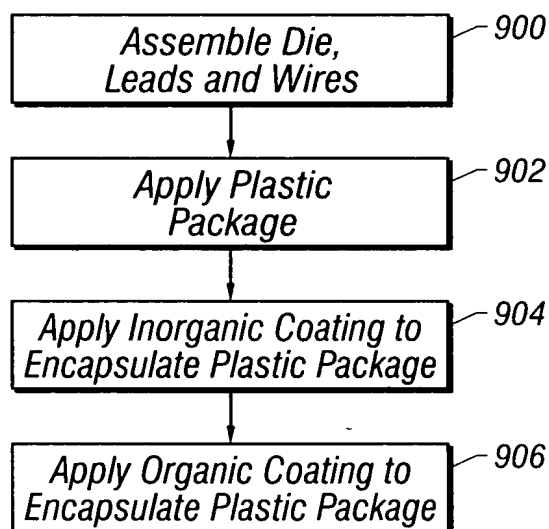 Assemble Die,
Leads and Wires
900
Apply Plastic
Package
902
Apply Inorganic Coating to
Encapsulate Plastic Package
904
Apply Organic Coating to
Encapsulate Plastic Package
906